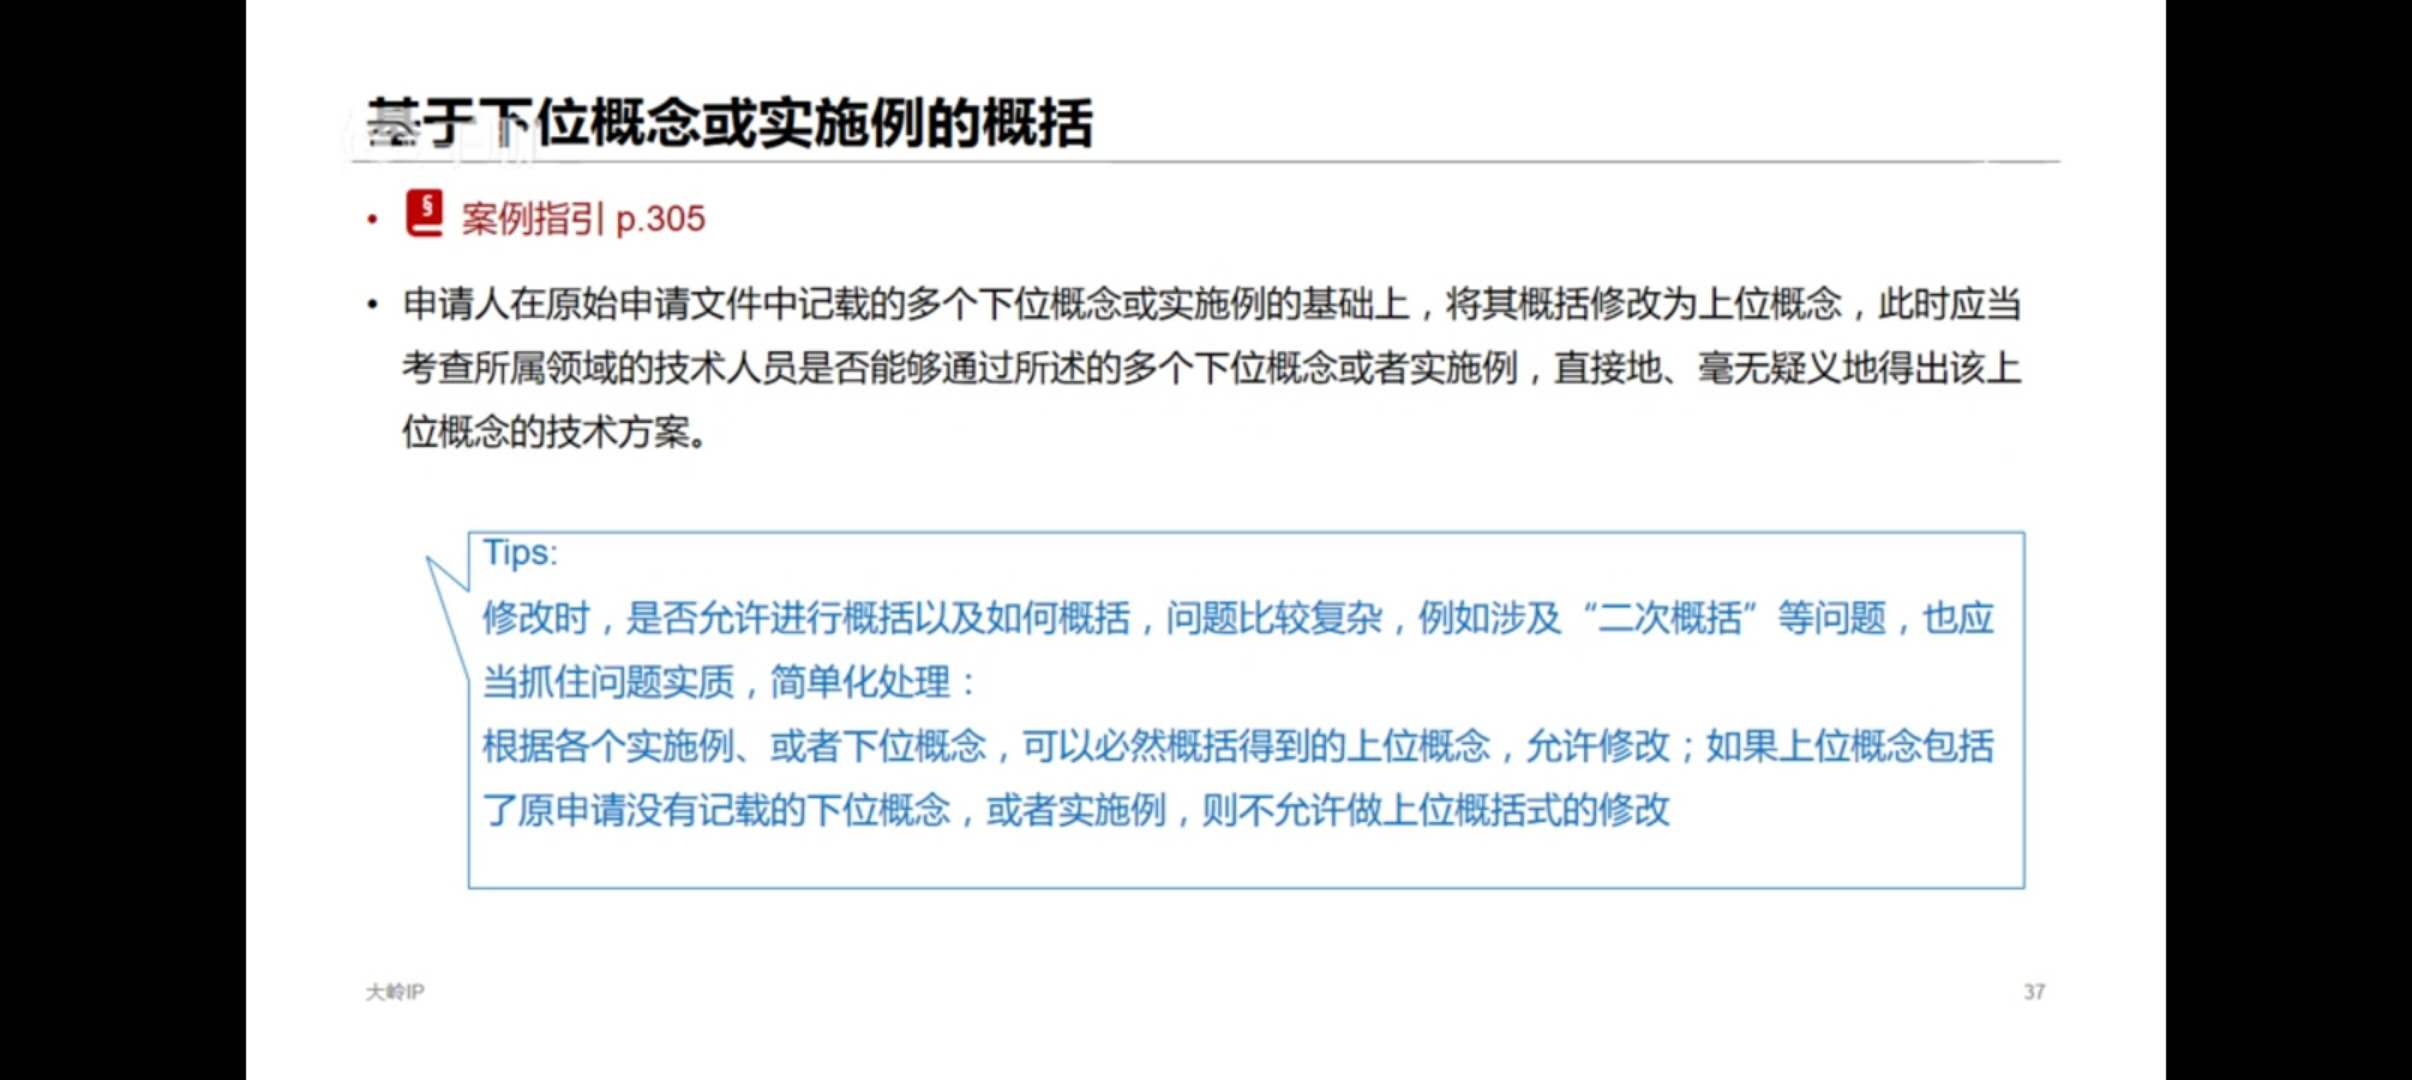 基于下位概念或实施例的概括
• § 案例指引 p.305
• 申请人在原始申请文件中记载的多个下位概念或实施例的基础上，将其概括修改为上位概念，此时应当
考查所属领域的技术人员是否能够通过所述的多个下位概念或者实施例，直接地、毫无疑义地得出该上
位概念的技术方案。
Tips:
修改时，是否允许进行概括以及如何概括，问题比较复杂，例如涉及“二次概括”等问题，也应
当抓住问题实质，简单化处理：
根据各个实施例、或者下位概念，可以必然概括得到的上位概念，允许修改；如果上位概念包括
了原申请没有记载的下位概念，或者实施例，则不允许做上位概括式的修改
大岭IP
37